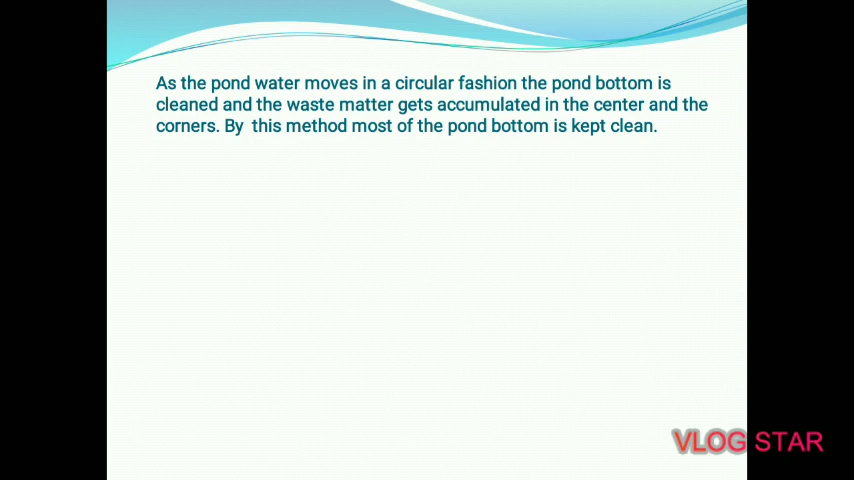 As the pond water moves in a circular fashion the pond bottom is
cleaned and the waste matter gets accumulated in the center and the
corners. By  this method most of the pond bottom is kept clean.
VLOG STAR